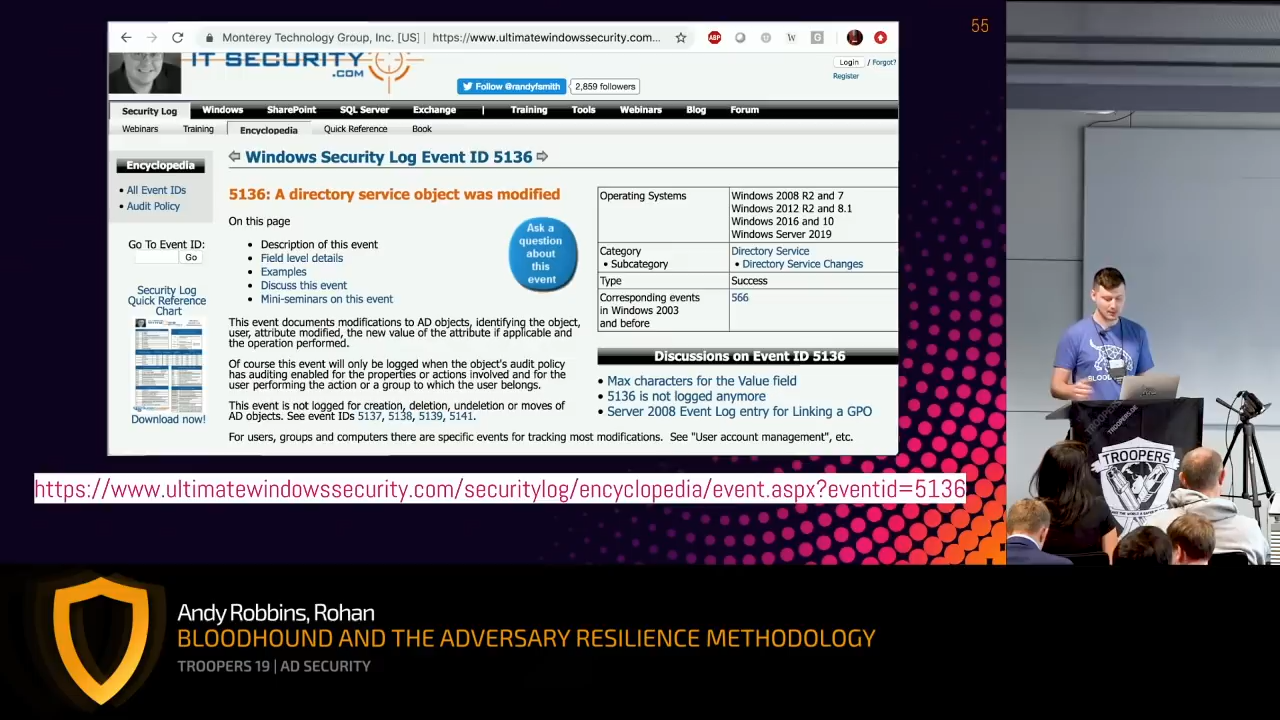 55
Monterey Technology Group, Inc. [US] https://www.ultimatewindowssecurity.com...
ABP
W
G
IT SECURITY
.COM
Follow @randyfsmith 2,859 followers
Login / Forgot?
Register
Security Log Windows SharePoint SQL Server Exchange | Training Tools Webinars Blog Forum
Webinars Training Encyclopedia Quick Reference Book
Encyclopedia
• All Event IDs
• Audit Policy
Go To Event ID:
Go
Security Log
Quick Reference
Chart
Download now!
Windows Security Log Event ID 5136
5136: A directory service object was modified
On this page
• Description of this event
• Field level details
• Examples
• Discuss this event
• Mini-seminars on this event
Ask a
question
about
this
event
This event documents modifications to AD objects, identifying the object,
user, attribute modified, the new value of the attribute if applicable and
the operation performed.
Of course this event will only be logged when the object's audit policy
has auditing enabled for the properties or actions involved and for the
user performing the action or a group to which the user belongs.
This event is not logged for creation, deletion, undeletion or moves of
AD objects. See event IDs 5137, 5138, 5139, 5141.
For users, groups and computers there are specific events for tracking most modifications. See "User account management", etc.
Operating Systems
Windows 2008 R2 and 7
Windows 2012 R2 and 8.1
Windows 2016 and 10
Windows Server 2019
Category
• Subcategory
Directory Service
• Directory Service Changes
Type
Success
Corresponding events
in Windows 2003
and before
566
Discussions on Event ID 5136
• Max characters for the Value field
• 5136 is not logged anymore
• Server 2008 Event Log entry for Linking a GPO
https://www.ultimatewindowssecurity.com/securitylog/encyclopedia/event.aspx?eventid=5136
BLOOD
TROOPERS
Andy Robbins, Rohan
BLOODHOUND AND THE ADVERSARY RESILIENCE METHODOLOGY
TROOPERS 19 | AD SECURITY